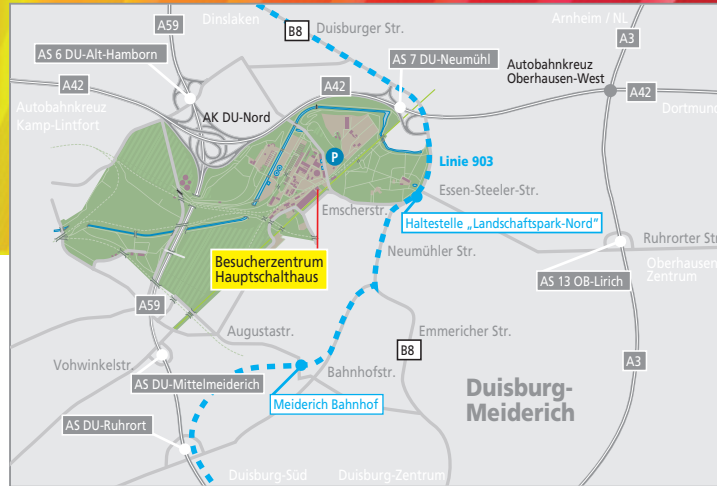 A59
Dinslaken
B8
Duisburger Str.
Arnheim / NL
A3
AS 6 DU-Alt-Hamborn
AS 7 DU-Neumühl
Autobahnkreuz
Oberhausen-West
A42
A42
A42
Autobahnkreuz
Kamp-Lintfort
AK DU-Nord
Dortmund
P
Linie 903
Essen-Steeler-Str.
Emscherstr.
Haltestelle „Landschaftspark-Nord“
Ruhrorter Str.
Neumühler Str.
Besucherzentrum
Hauptschalthaus
Oberhausen
Zentrum
AS 13 OB-Lirich
A59
Augustastr.
Emmericher Str.
B8
Vohwinkelstr.
A3
AS DU-Mittelmeiderich
Bahnhofstr.
Duisburg-
Meiderich
Meiderich Bahnhof
AS DU-Ruhrort
Duisburg-Süd
Duisburg-Zentrum